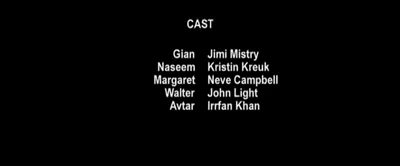 CAST
Gian Jimi Mistry
Naseem Kristin Kreuk
Margaret Neve Campbell
Walter John Light
Avtar Irrfan Khan